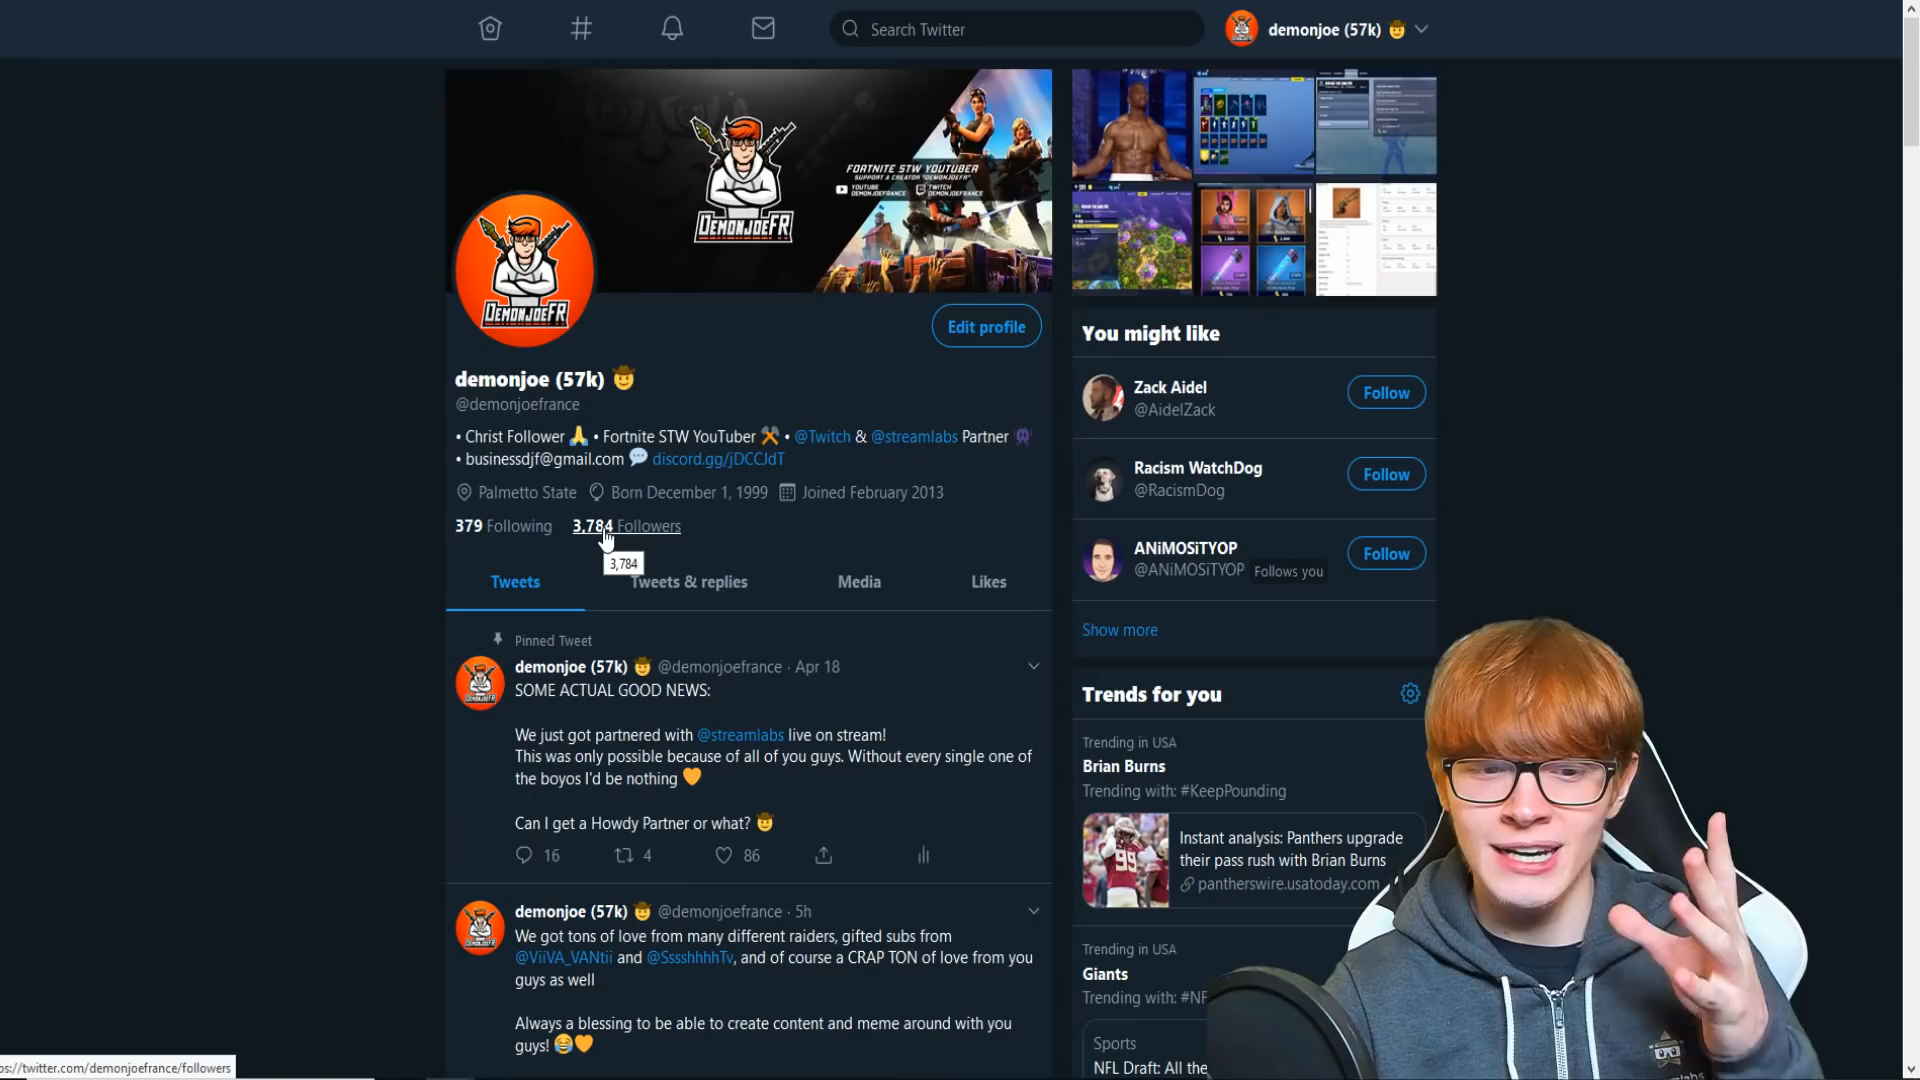 Search Twitter
demonjoe (57k) 🤠
FORTNITE STW YOUTUBER
SUPPORT A CREATOR "DEMONJOEFR"
YOUTUBE
DEMONJOEFRANCE
TWITCH
DEMONJOEFRANCE
DEMONJOEFR
DEMONJOEFR
Edit profile
demonjoe (57k) 🤠
@demonjoefrance
• Christ Follower 🙏 • Fortnite STW YouTuber ⚒️ • @Twitch & @streamlabs Partner 👾
• businessdjf@gmail.com 💬 discord.gg/jDCCJdT
Palmetto State Born December 1, 1999 Joined February 2013
379 Following 3,784 Followers
3,784
Tweets Tweets & replies Media Likes
Pinned Tweet
demonjoe (57k) 🤠 @demonjoefrance · Apr 18
SOME ACTUAL GOOD NEWS:
We just got partnered with @streamlabs live on stream!
This was only possible because of all of you guys. Without every single one of
the boyos I'd be nothing 🧡
Can I get a Howdy Partner or what? 🤠
16 4 86
demonjoe (57k) 🤠 @demonjoefrance · 5h
We got tons of love from many different raiders, gifted subs from
@ViiVA_VANtii and @SssshhhhTv, and of course a CRAP TON of love from you
guys as well
Always a blessing to be able to create content and meme around with you
guys! 😂🧡
You might like
Zack Aidel
@AidelZack
Follow
Racism WatchDog
@RacismDog
Follow
ANiMOSiTYOP
@ANiMOSiTYOP Follows you
Follow
Show more
Trends for you
Trending in USA
Brian Burns
Trending with: #KeepPounding
Instant analysis: Panthers upgrade
their pass rush with Brian Burns
pantherswire.usatoday.com
Trending in USA
Giants
Trending with: #NF
Sports
NFL Draft: All the
ps://twitter.com/demonjoefrance/followers